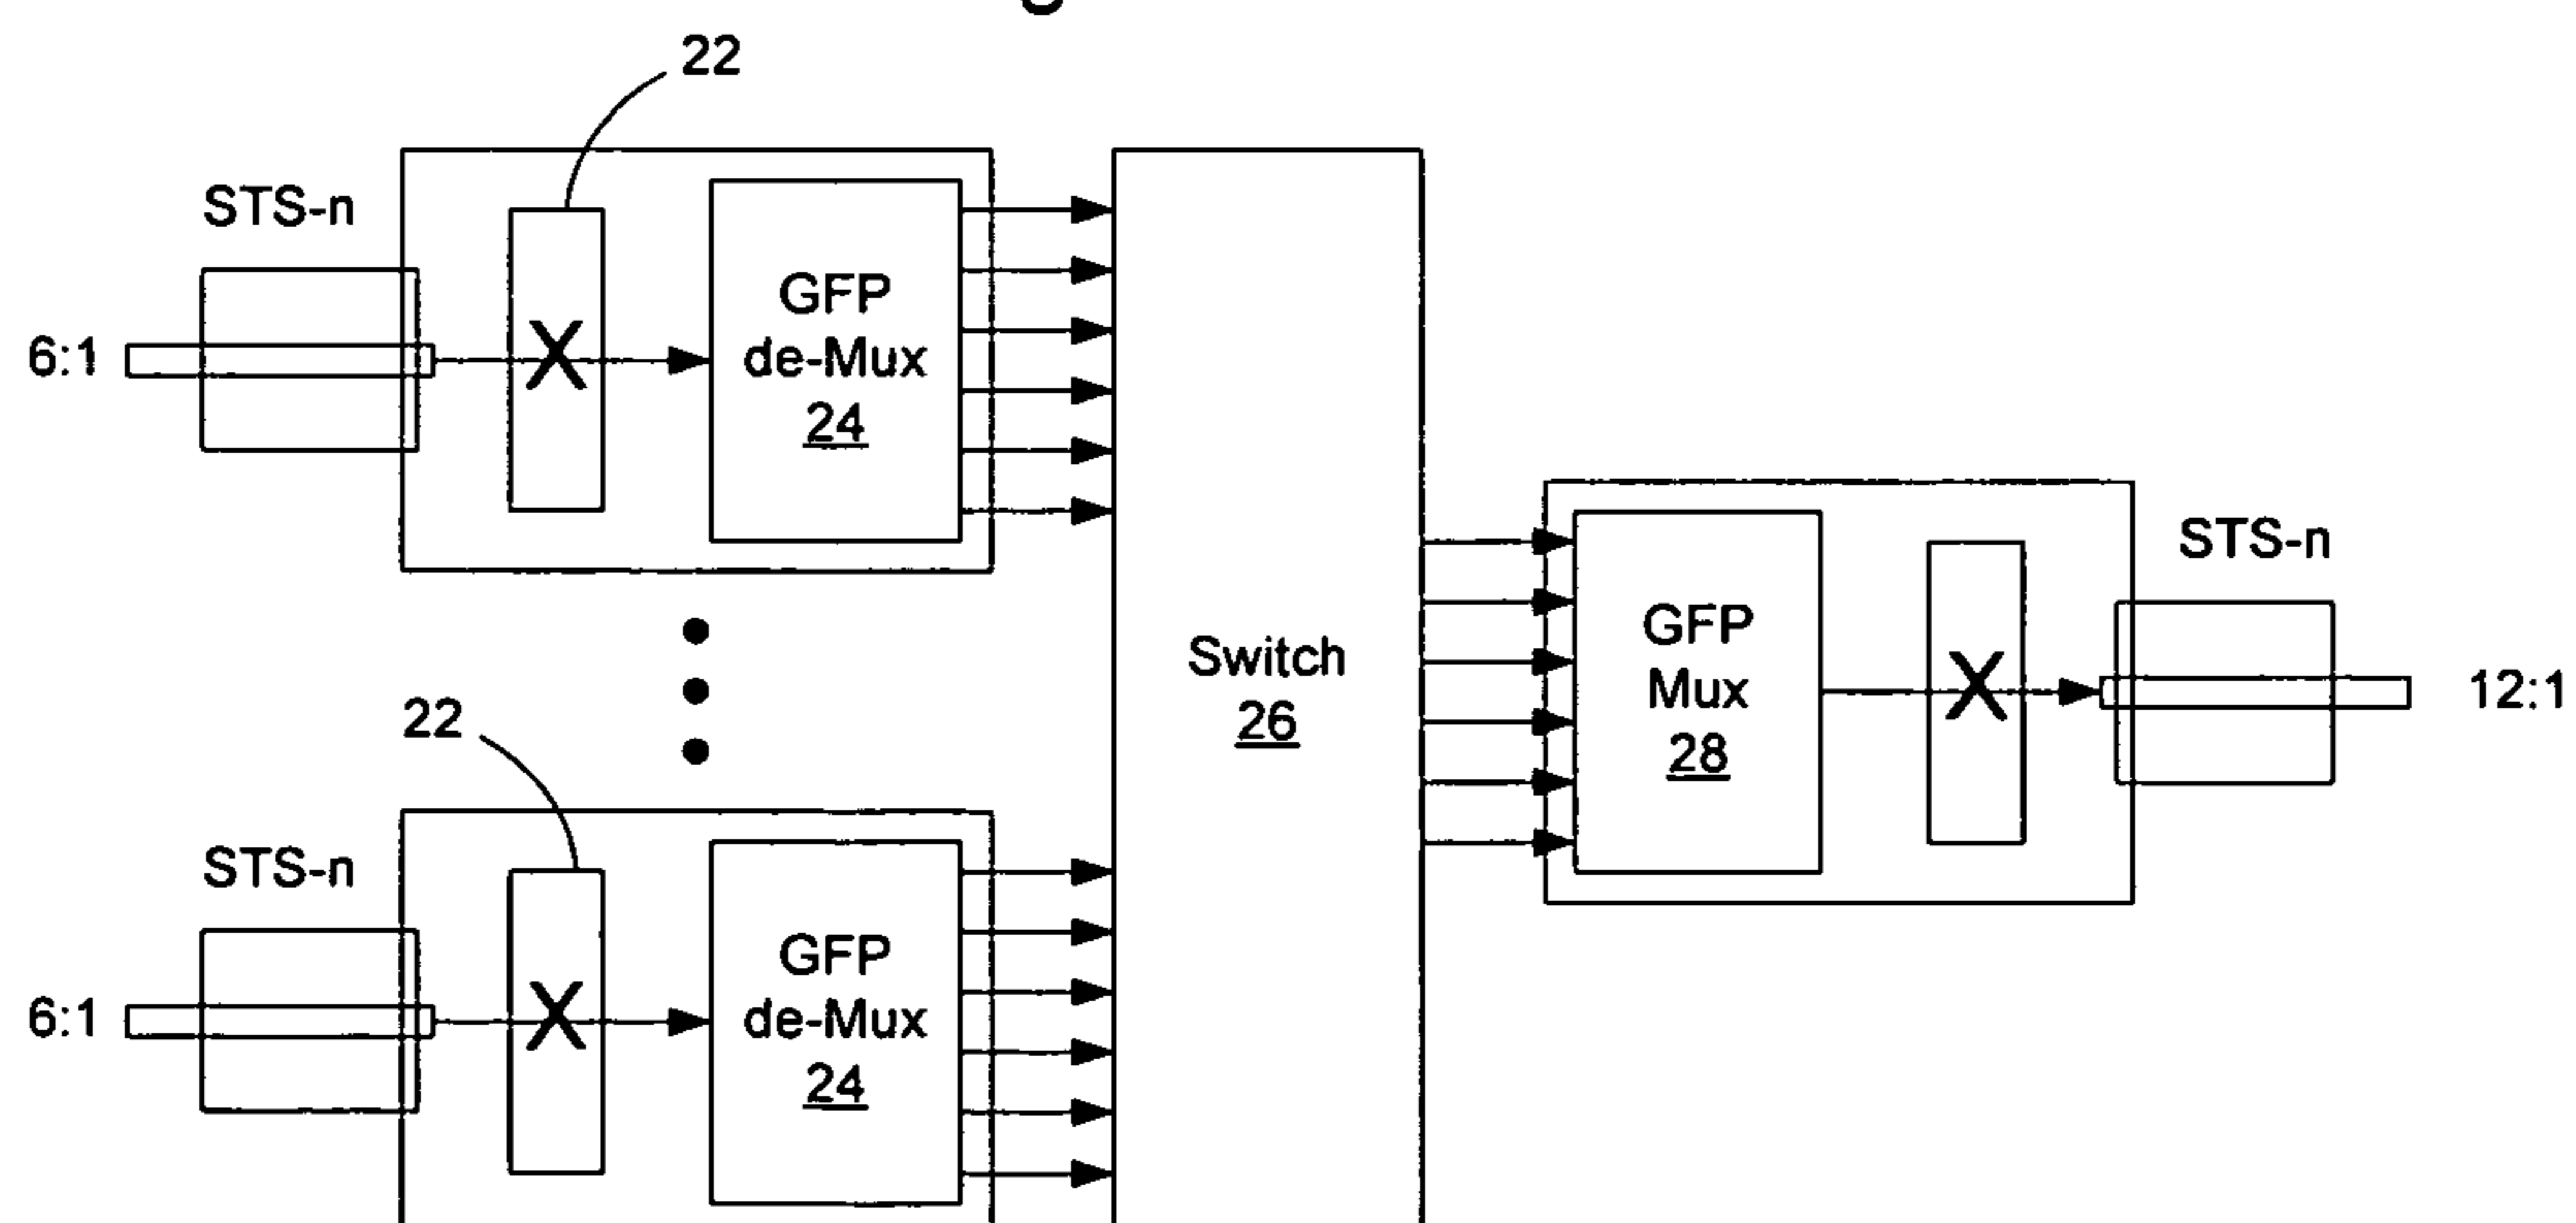 22
STS-n
6:1
X
GFP
de-Mux
24
Switch
26
GFP
Mux
28
X
STS-n
12:1
22
STS-n
6:1
X
GFP
de-Mux
24